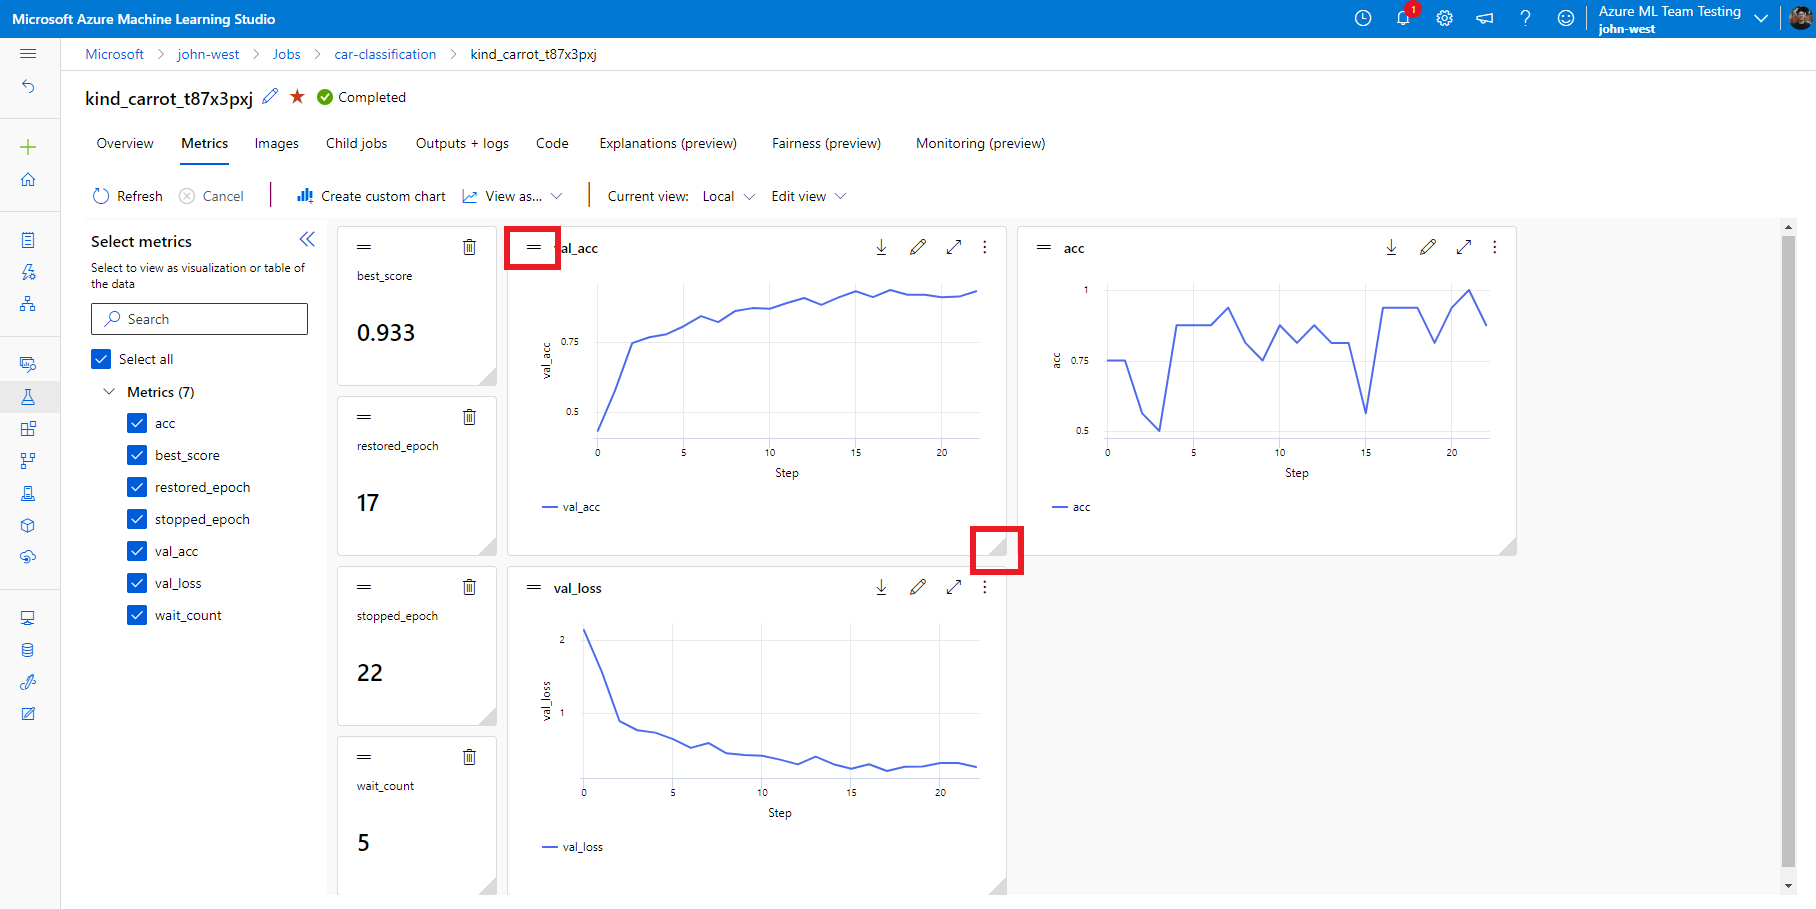 Microsoft Azure Machine Learning Studio
1
Azure ML Team Testing
john-west
Microsoft > john-west > Jobs > car-classification > kind_carrot_t87x3pxj
kind_carrot_t87x3pxj Completed
Overview Metrics Images Child jobs Outputs + logs Code Explanations (preview) Fairness (preview) Monitoring (preview)
Refresh Cancel Create custom chart View as... Current view: Local Edit view
Select metrics
Select to view as visualization or table of
the data
Search
Select all
Metrics (7)
acc
best_score
restored_epoch
stopped_epoch
val_acc
val_loss
wait_count
best_score
0.933
restored_epoch
17
stopped_epoch
22
wait_count
5
al_acc
val_acc
0.75
0.5
0 5 10 15 20
Step
val_acc
acc
acc
1
0.75
0.5
0 5 10 15 20
Step
acc
val_loss
val_loss
2
1
0 5 10 15 20
Step
val_loss